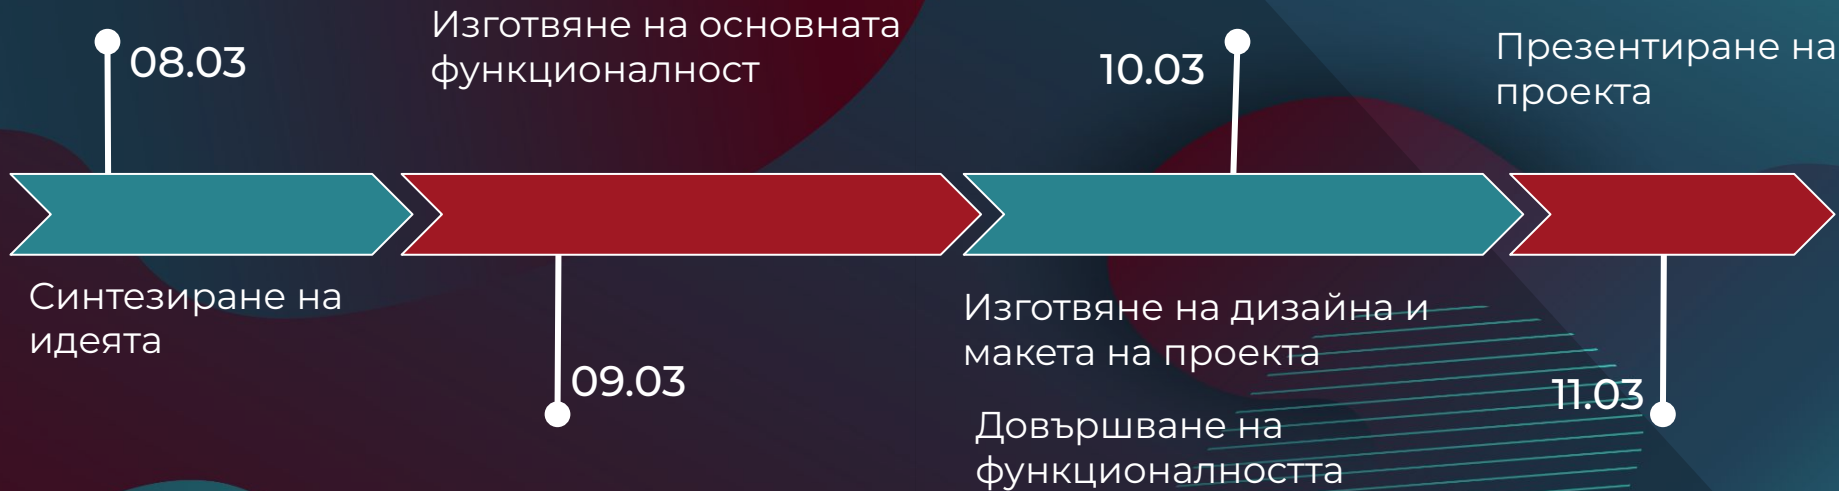 08.03
Синтезиране на
идеята
Изготвяне на основната
функционалност
09.03
10.03
Изготвяне на дизайна и
макета на проекта
Довършване на
функционалността
Презентиране на
проекта
11.03